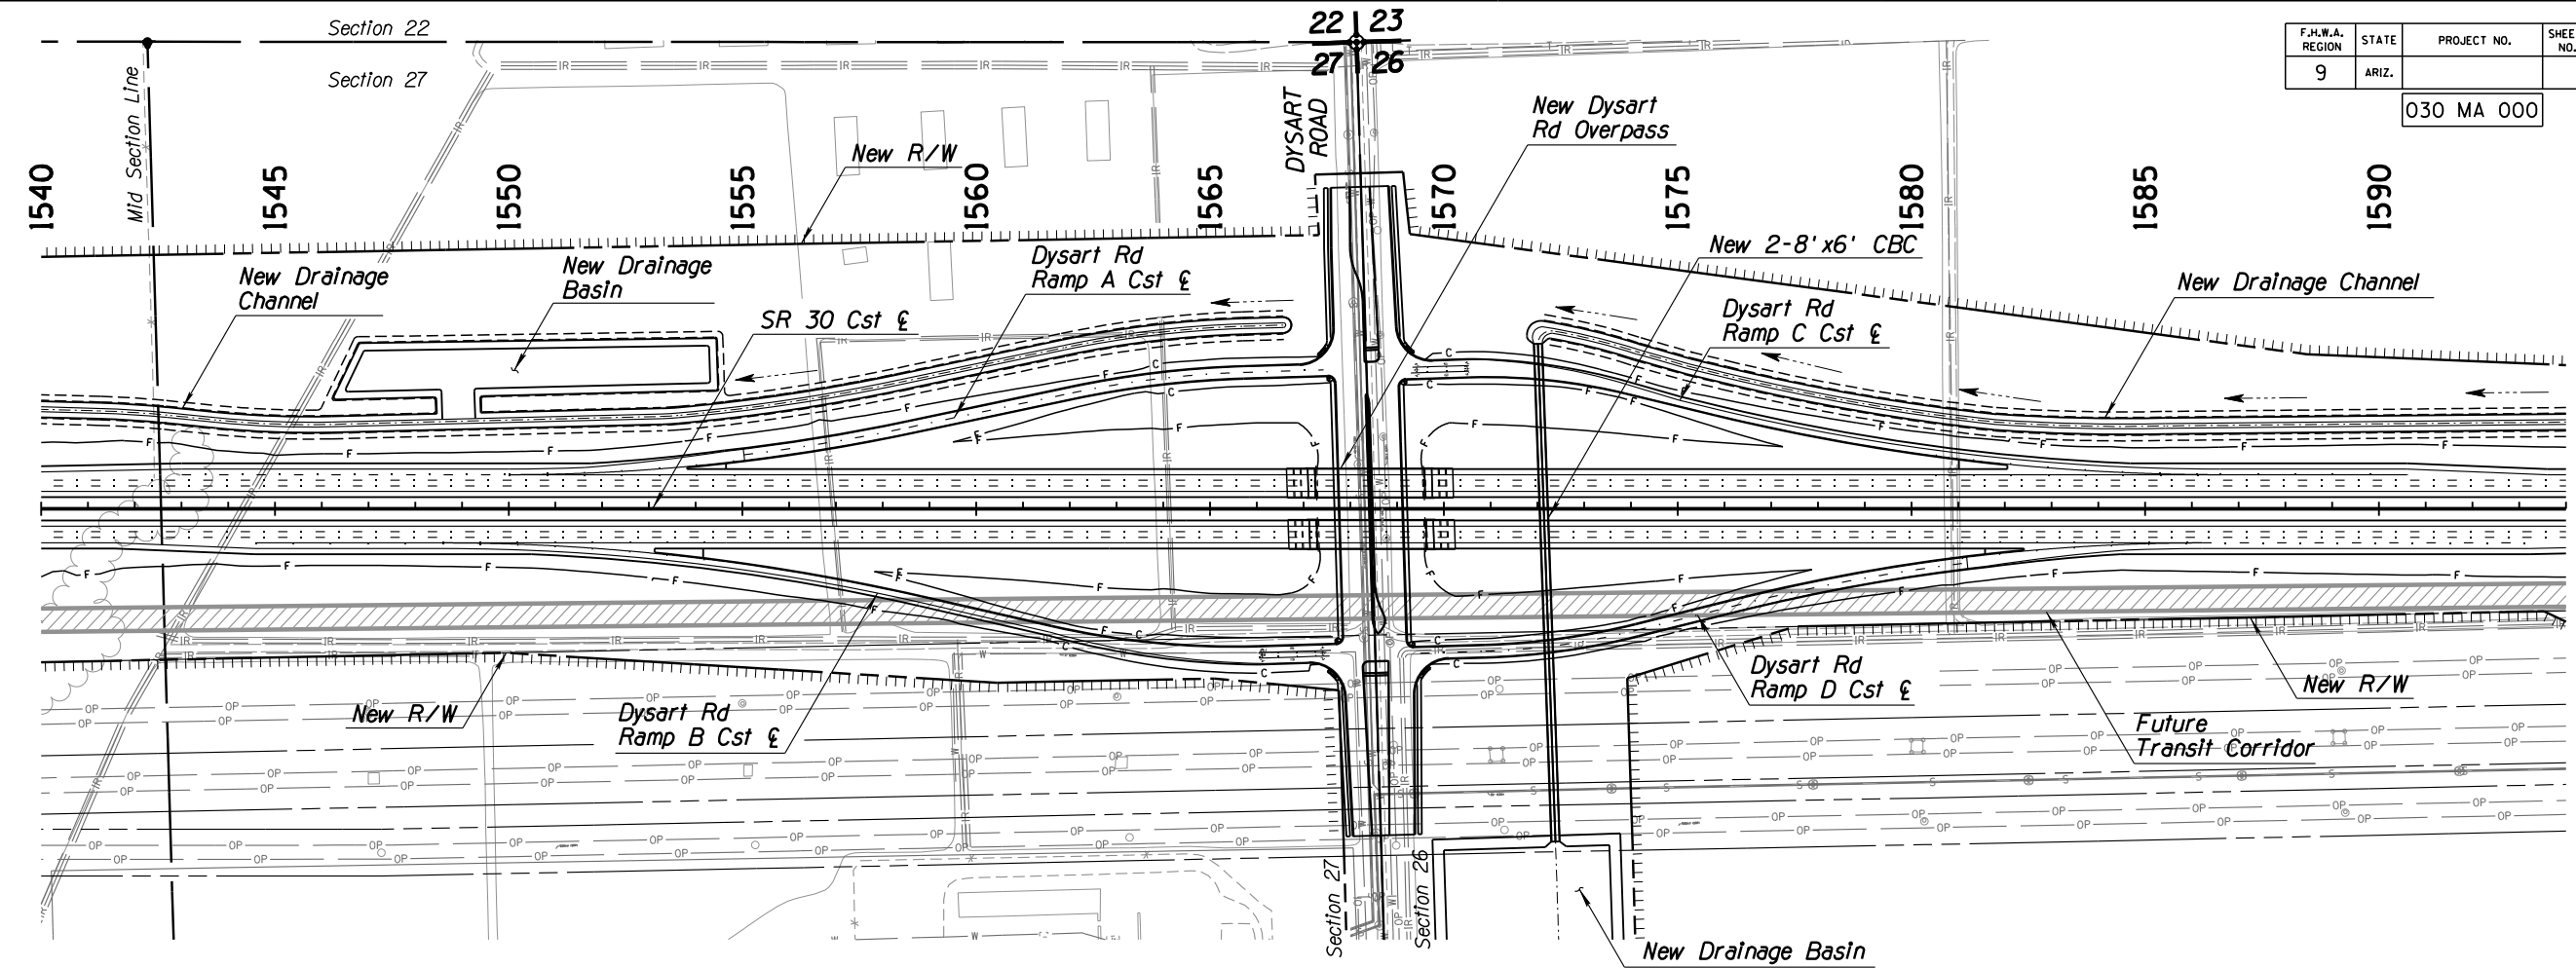 Section 22
Section 27
22 23
27 26
F.H.W.A.
REGION
STATE
PROJECT NO.
9
ARIZ.
030 MA 000
Mid Section Line
DYSART
ROAD
New Dysart
Rd Overpass
New R/W
1540
1545
1550
1555
1560
1565
1570
1575
1580
1585
1590
New Drainage
Channel
New Drainage
Basin
SR 30 Cst ℄
Dysart Rd
Ramp A Cst ℄
New 2-8'x6' CBC
Dysart Rd
Ramp C Cst ℄
New Drainage Channel
New R/W
Dysart Rd
Ramp B Cst ℄
Dysart Rd
Ramp D Cst ℄
New R/W
Future
Transit Corridor
Section 27
Section 26
New Drainage Basin